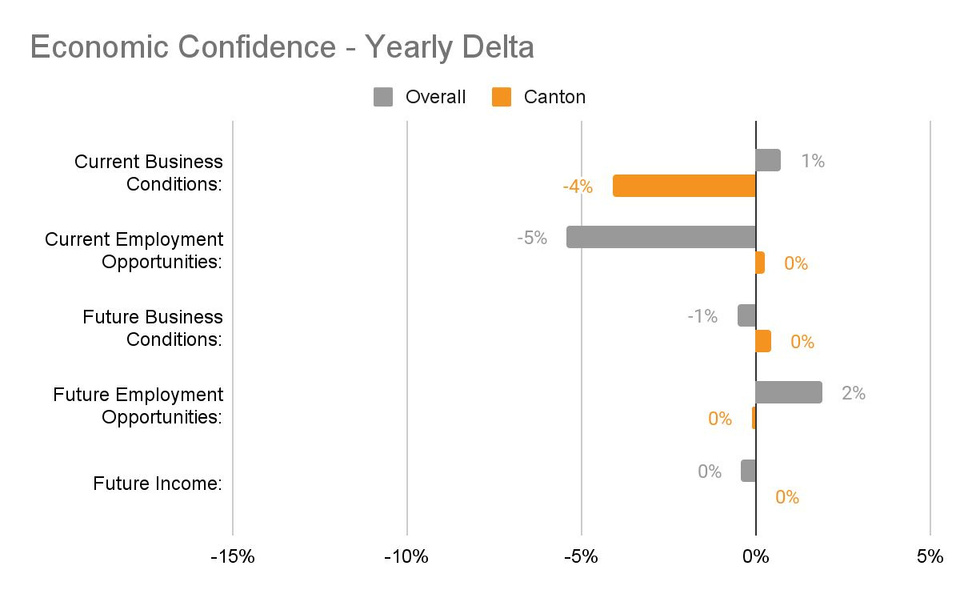 Economic Confidence - Yearly Delta
Overall Canton
Current Business
Conditions:
1%
-4%
Current Employment
Opportunities:
-5%
0%
Future Business
Conditions:
-1%
0%
Future Employment
Opportunities:
2%
0%
Future Income:
0%
0%
-15% -10% -5% 0% 5%